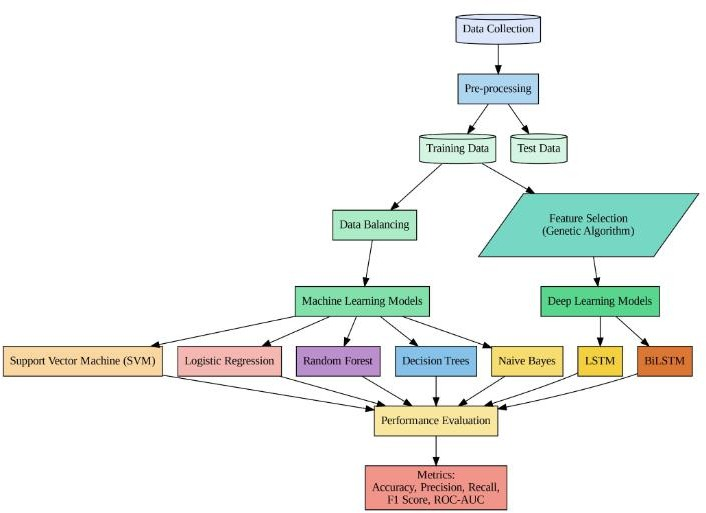 Data Collection
Pre-processing
Training Data
Test Data
Data Balancing
Feature Selection
(Genetic Algorithm)
Machine Learning Models
Deep Learning Models
Support Vector Machine (SVM)
Logistic Regression
Random Forest
Decision Trees
Naive Bayes
LSTM
BiLSTM
Performance Evaluation
Metrics:
Accuracy, Precision, Recall,
F1 Score, ROC-AUC